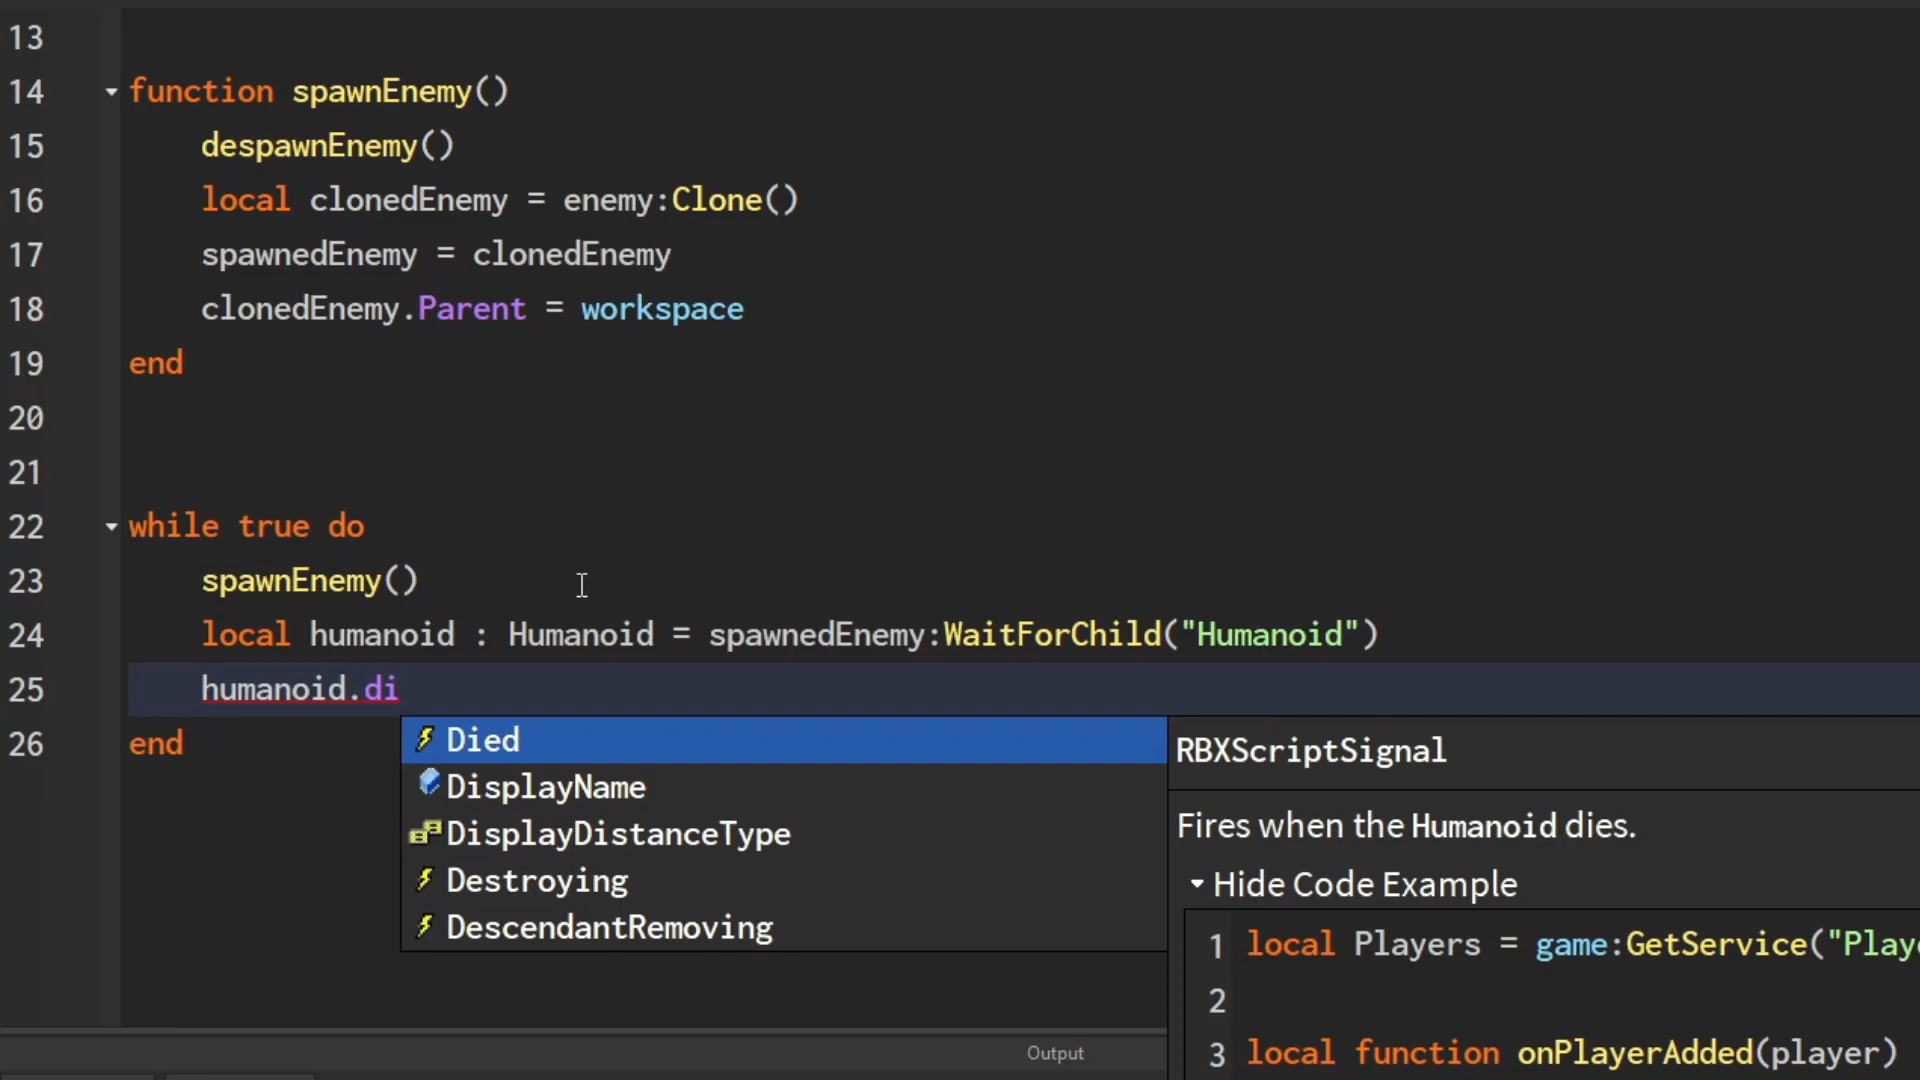 13
14 function spawnEnemy()
15 despawnEnemy()
16 local clonedEnemy = enemy:Clone()
17 spawnedEnemy = clonedEnemy
18 clonedEnemy.Parent = workspace
19 end
20
21
22 while true do
23 spawnEnemy()
24 local humanoid : Humanoid = spawnedEnemy:WaitForChild("Humanoid")
25 humanoid.di
26 end
Died
DisplayName
DisplayDistanceType
Destroying
DescendantRemoving
RBXScriptSignal
Fires when the Humanoid dies.
Hide Code Example
1 local Players = game:GetService("Playe
2
3 local function onPlayerAdded(player)
Output